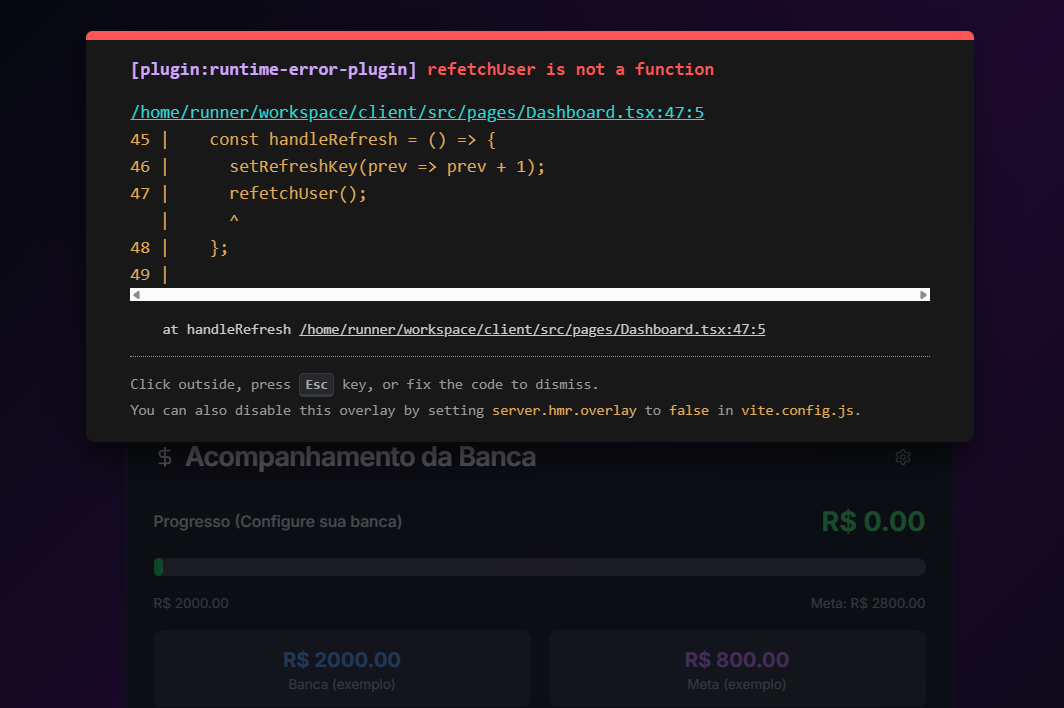 [plugin:runtime-error-plugin] refetchUser is not a function
/home/runner/workspace/client/src/pages/Dashboard.tsx:47:5
45 |    const handleRefresh = () => {
46 |      setRefreshKey(prev => prev + 1);
47 |      refetchUser();
   |      ^
48 |    };
49 |
at handleRefresh /home/runner/workspace/client/src/pages/Dashboard.tsx:47:5
Click outside, press Esc key, or fix the code to dismiss.
You can also disable this overlay by setting server.hmr.overlay to false in vite.config.js.
$ Acompanhamento da Banca
Progresso (Configure sua banca) R$ 0.00
R$ 2000.00 Meta: R$ 2800.00
R$ 2000.00 R$ 800.00
Banca (exemplo) Meta (exemplo)